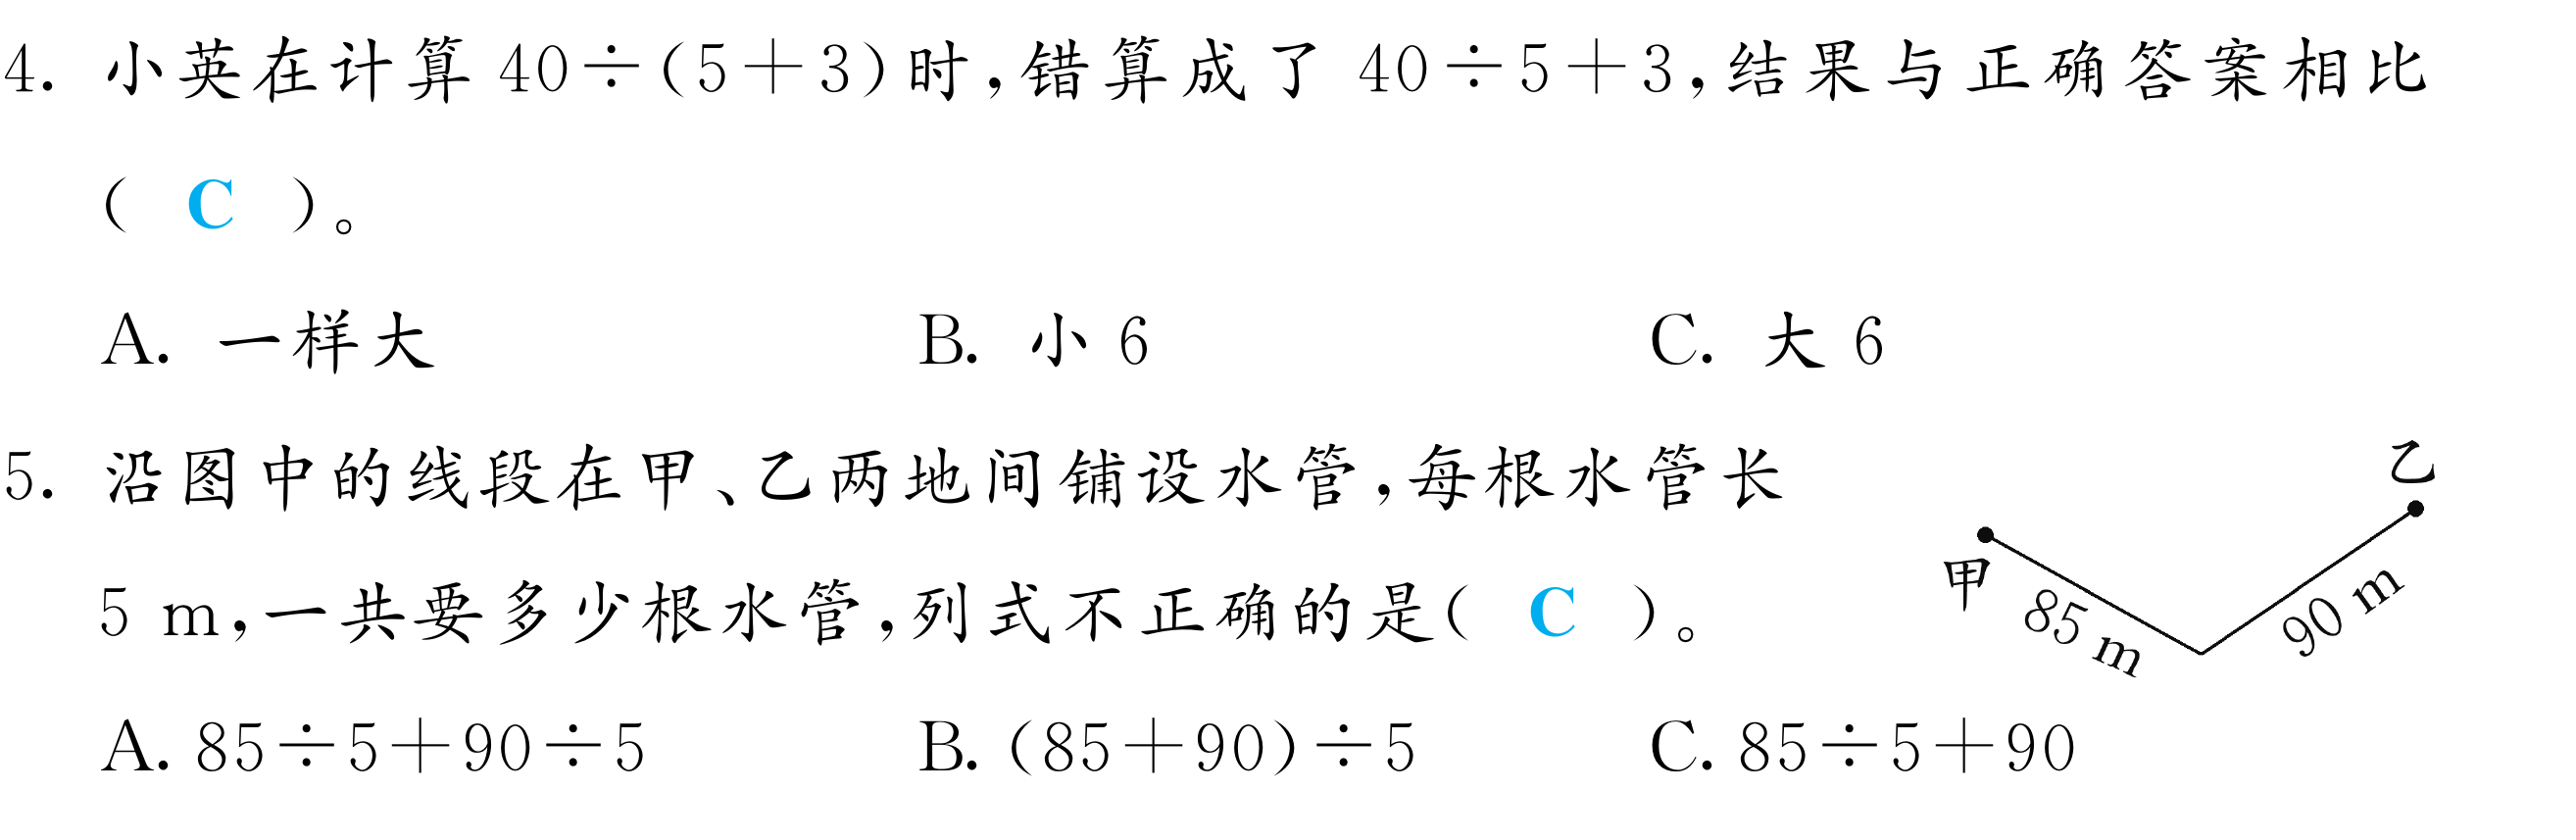 4. 小英在计算 40÷(5+3)时,错算成了 40÷5+3,结果与正确答案相比
( C )。
A. 一样大 B. 小 6 C. 大 6
5. 沿图中的线段在甲、乙两地间铺设水管,每根水管长
5 m,一共要多少根水管,列式不正确的是( C )。
乙
甲
85 m
90 m
A. 85÷5+90÷5 B. (85+90)÷5 C. 85÷5+90